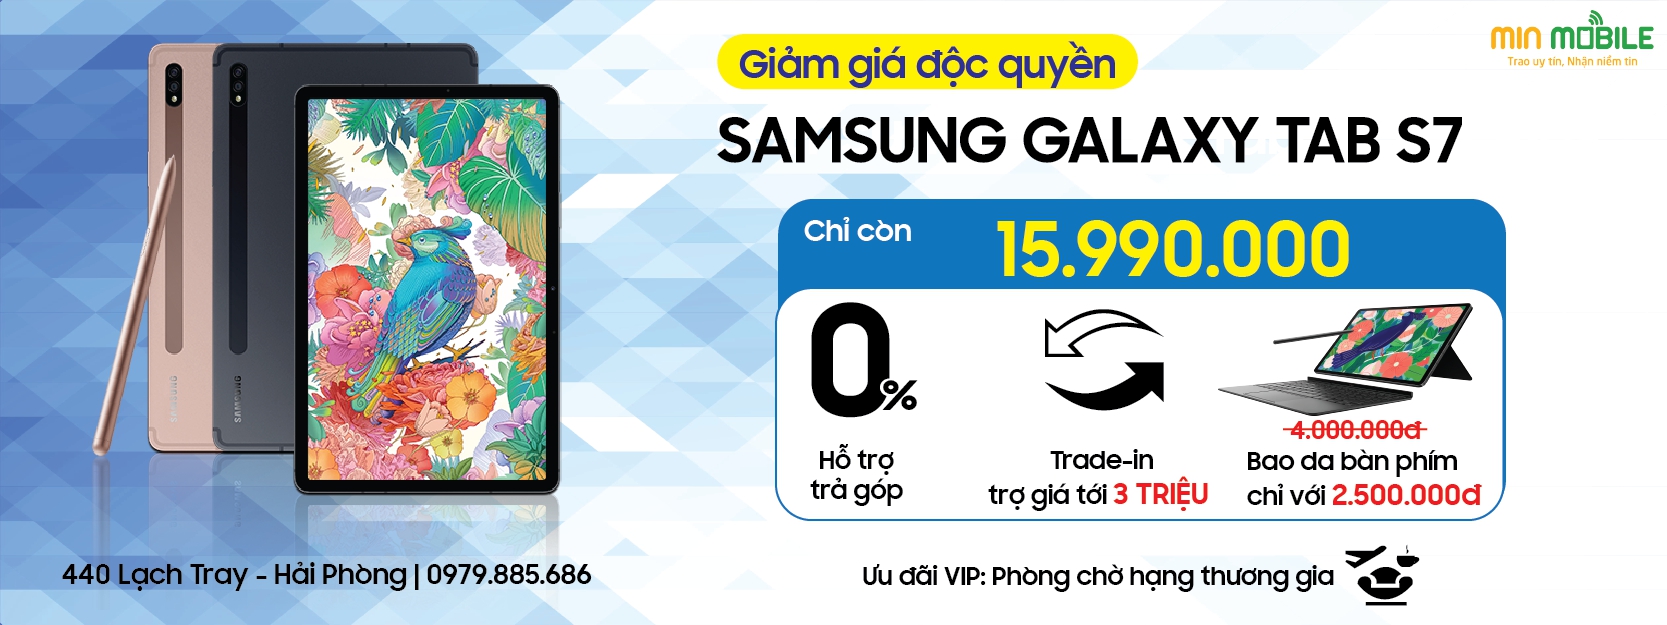 MIN MOBILE
Trao uy tín, Nhận niềm tin
Giảm giá độc quyền
SAMSUNG GALAXY TAB S7
Chỉ còn
15.990.000
0%
Hỗ trợ
trả góp
Trade-in
trợ giá tới 3 TRIỆU
4.000.000đ
Bao da bàn phím
chỉ với 2.500.000đ
SAMSUNG
SAMSUNG
440 Lạch Tray - Hải Phòng | 0979.885.686
Ưu đãi VIP: Phòng chờ hạng thương gia